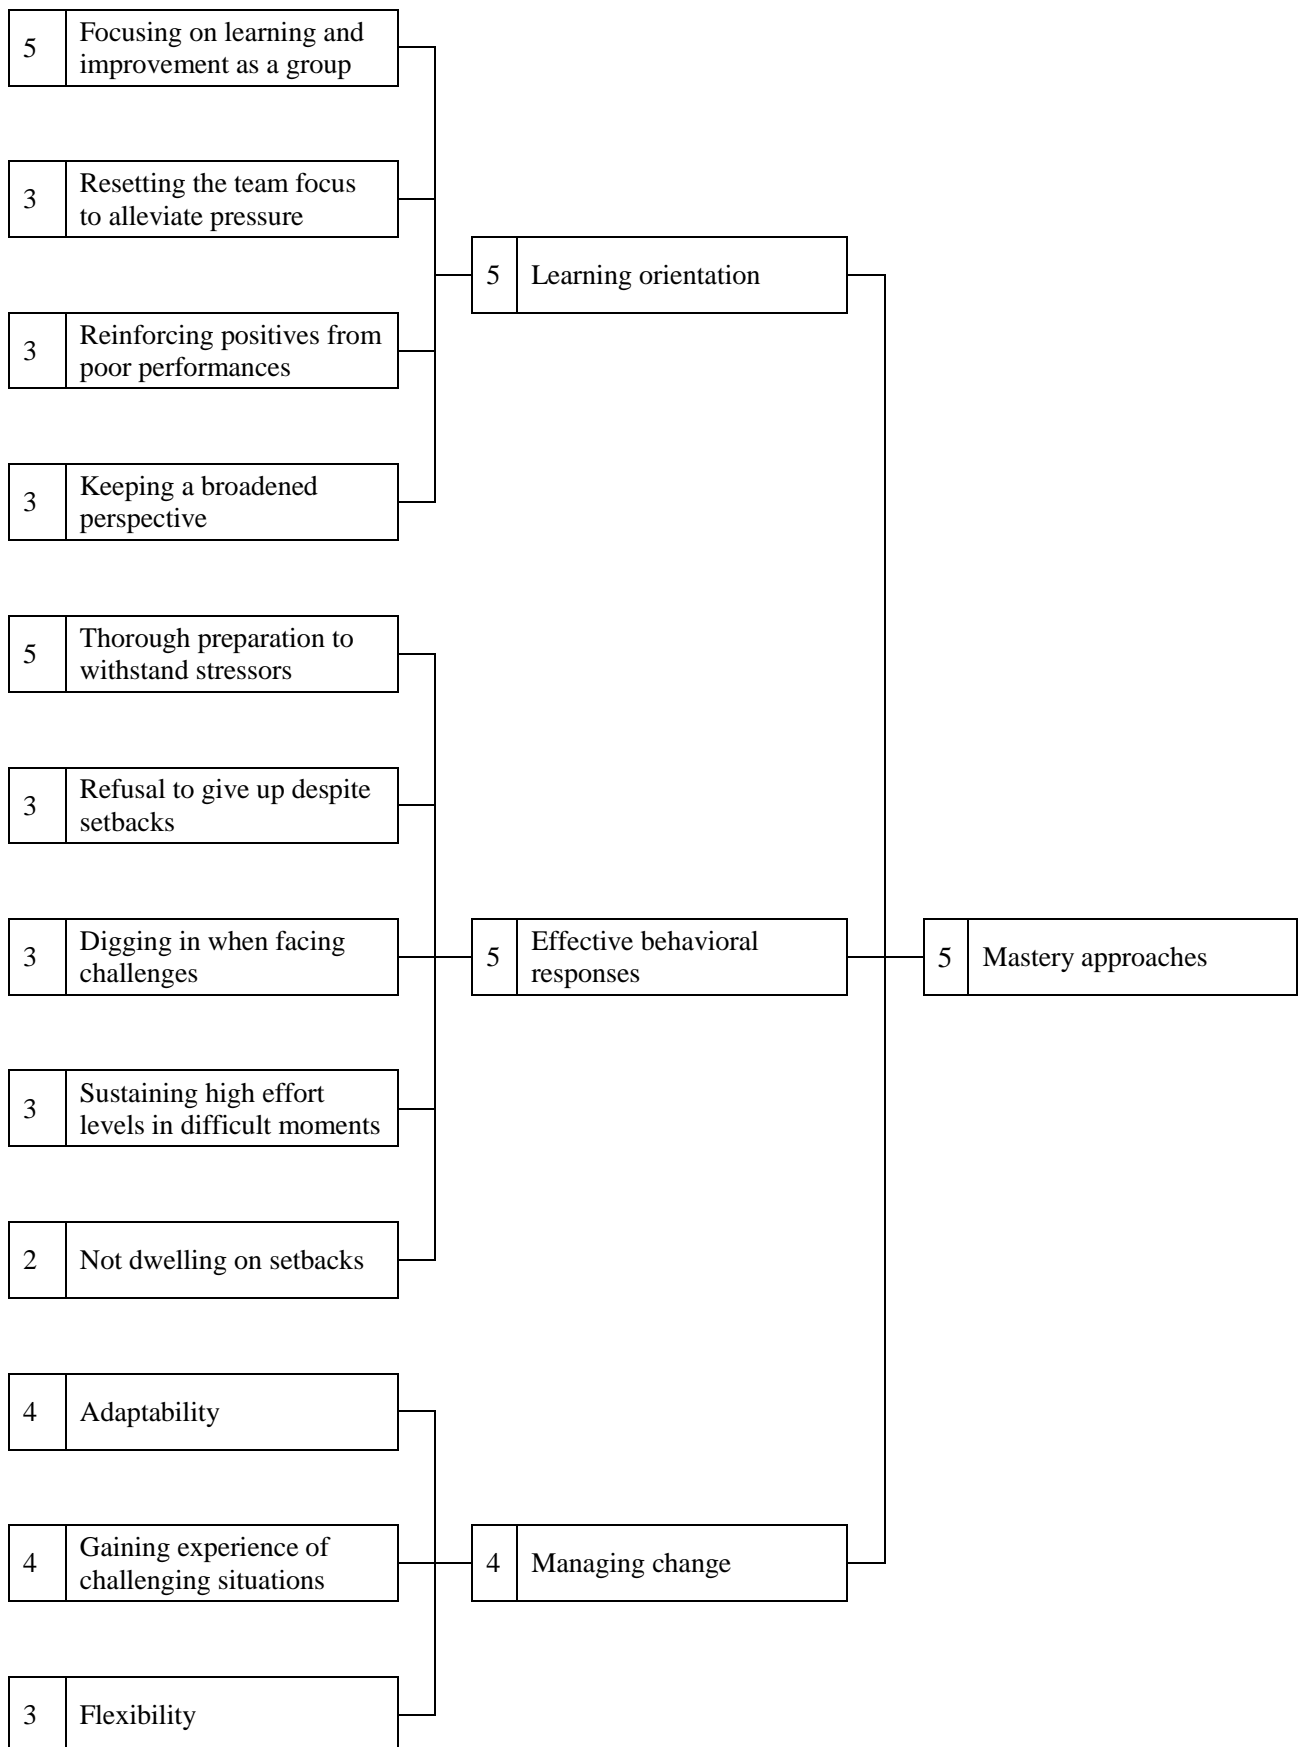 5
Focusing on learning and
improvement as a group
3
Resetting the team focus
to alleviate pressure
3
Reinforcing positives from
poor performances
3
Keeping a broadened
perspective
5
Thorough preparation to
withstand stressors
3
Refusal to give up despite
setbacks
3
Digging in when facing
challenges
3
Sustaining high effort
levels in difficult moments
2
Not dwelling on setbacks
4
Adaptability
4
Gaining experience of
challenging situations
3
Flexibility
5
Learning orientation
5
Effective behavioral
responses
4
Managing change
5
Mastery approaches